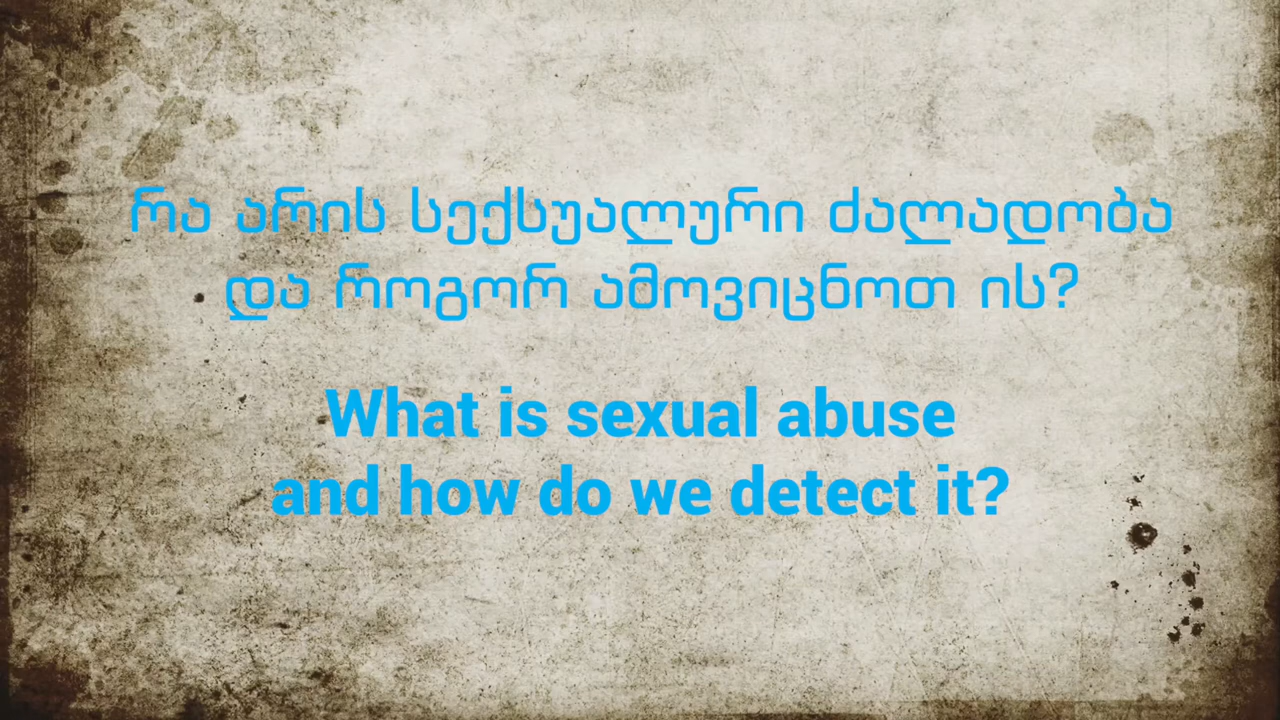 რა არის სექსუალური ძალადობა
და როგორ ამოვიცნოთ ის?
What is sexual abuse
and how do we detect it?